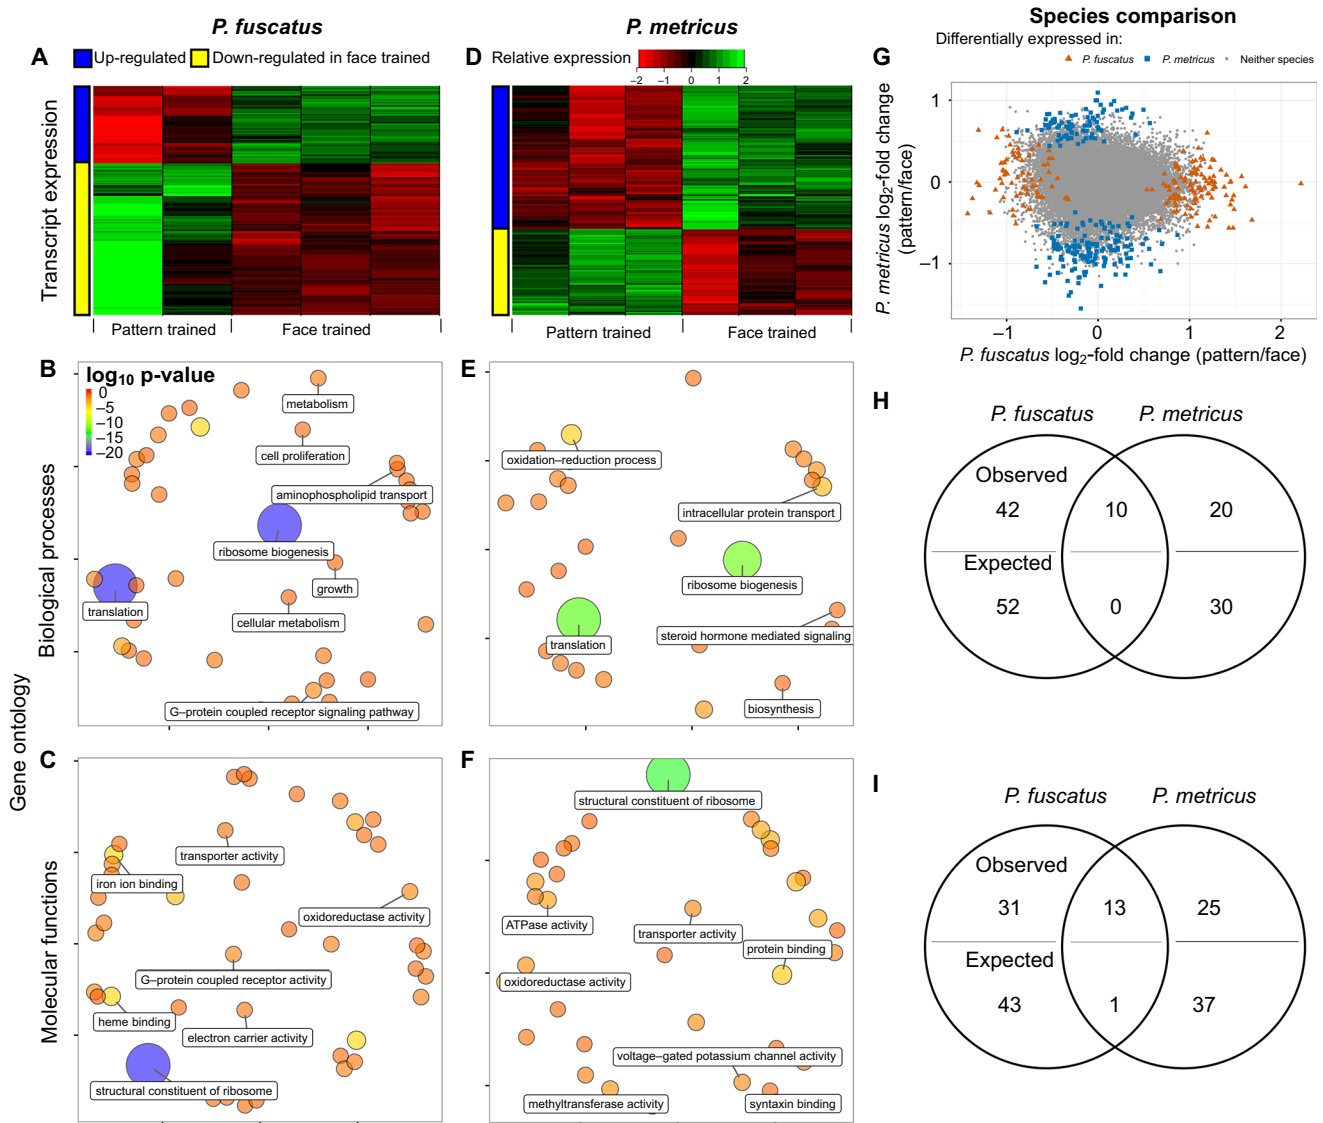 P. fuscatus
A
Up-regulated
Down-regulated in face trained
Transcript expression
Pattern trained
Face trained
P. metricus
D
Relative expression
−2 −1 0 1 2
Pattern trained
Face trained
Species comparison
Differentially expressed in:
G
P. fuscatus
P. metricus
Neither species
P. metricus log2-fold change
(pattern/face)
1
0
−1
−1 0 1 2
P. fuscatus log2-fold change (pattern/face)
Gene ontology
Biological processes
B
log10 p-value
0
−5
−10
−15
−20
metabolism
cell proliferation
aminophospholipid transport
ribosome biogenesis
growth
translation
cellular metabolism
G−protein coupled receptor signaling pathway
E
oxidation−reduction process
intracellular protein transport
ribosome biogenesis
steroid hormone mediated signaling
translation
biosynthesis
H
P. fuscatus
P. metricus
Observed
42 10 20
Expected
52 0 30
Molecular functions
C
transporter activity
iron ion binding
oxidoreductase activity
G−protein coupled receptor activity
heme binding
electron carrier activity
structural constituent of ribosome
F
structural constituent of ribosome
ATPase activity
transporter activity
protein binding
oxidoreductase activity
voltage−gated potassium channel activity
methyltransferase activity
syntaxin binding
I
P. fuscatus
P. metricus
Observed
31 13 25
Expected
43 1 37